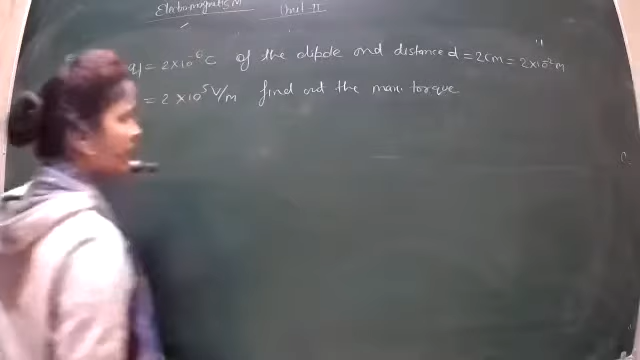 Electromagnetism Unit II
q = 2×10⁻⁶ C of the dipole and distance d = 2cm = 2×10⁻² m
= 2×10⁵ V/m find out the max. torque